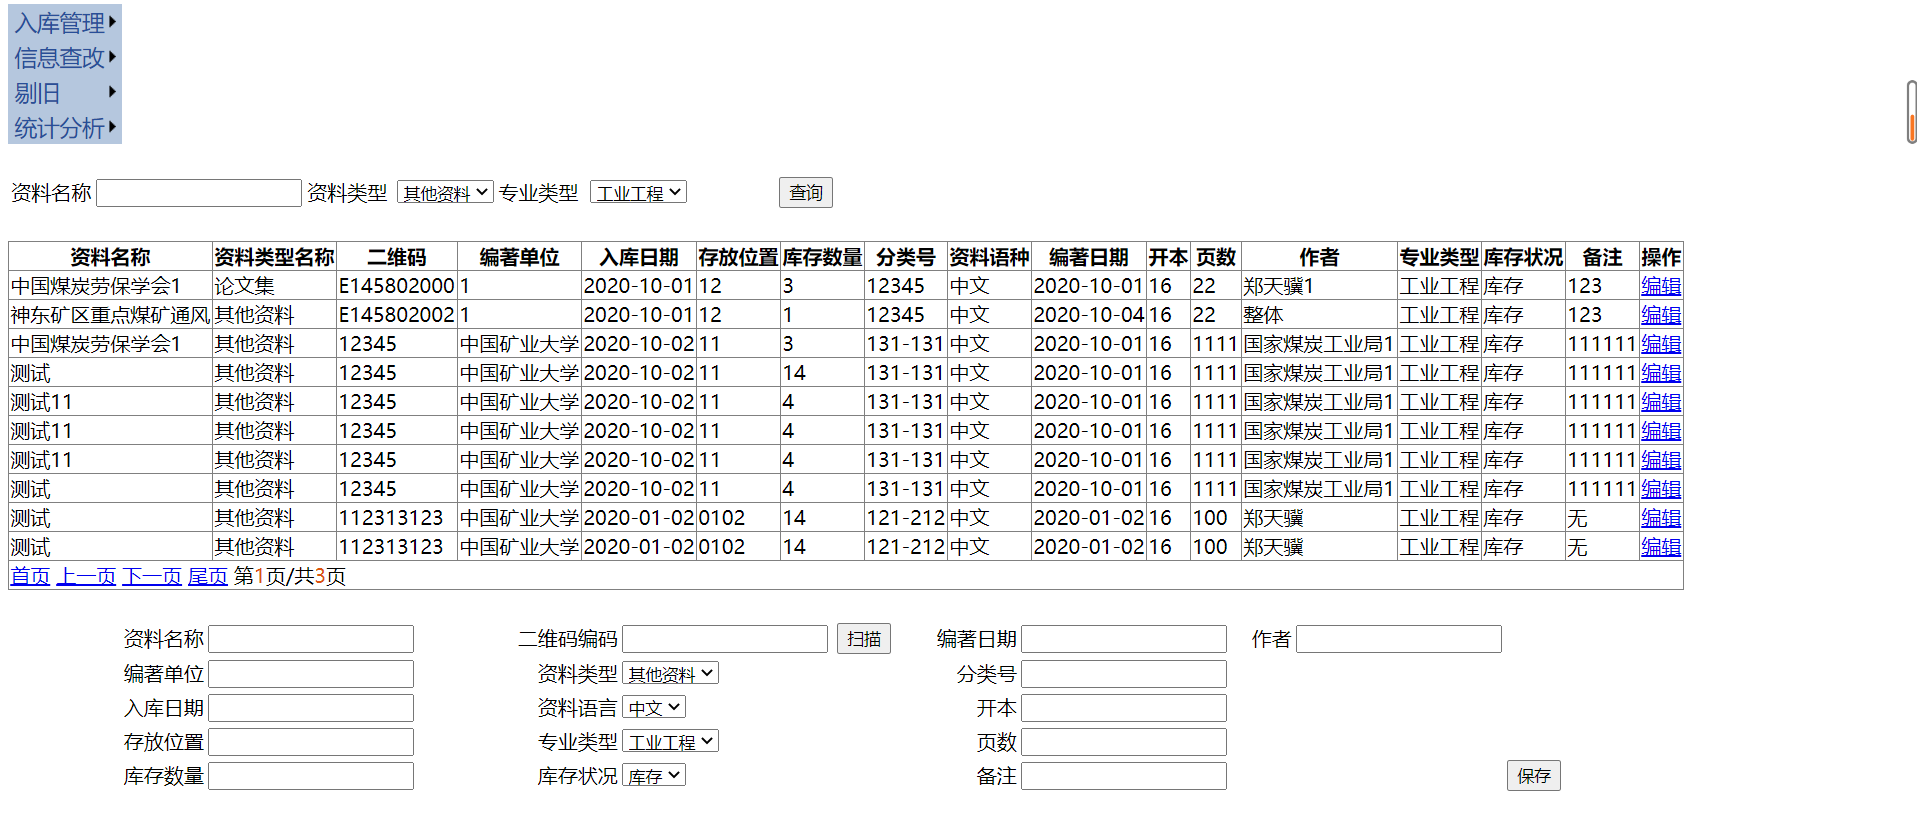 入库管理
信息查改
剔旧
统计分析
资料名称 资料类型 其他资料 专业类型 工业工程 查询
资料名称 资料类型名称 二维码 编著单位 入库日期 存放位置 库存数量 分类号 资料语种 编著日期 开本 页数 作者 专业类型 库存状况 备注 操作
中国煤炭劳保学会1 论文集 E145802000 1 2020-10-01 12 3 12345 中文 2020-10-01 16 22 郑天骥1 工业工程 库存 123 编辑
神东矿区重点煤矿通风 其他资料 E145802002 1 2020-10-01 12 1 12345 中文 2020-10-04 16 22 整体 工业工程 库存 123 编辑
中国煤炭劳保学会1 其他资料 12345 中国矿业大学 2020-10-02 11 3 131-131 中文 2020-10-01 16 1111 国家煤炭工业局1 工业工程 库存 111111 编辑
测试 其他资料 12345 中国矿业大学 2020-10-02 11 14 131-131 中文 2020-10-01 16 1111 国家煤炭工业局1 工业工程 库存 111111 编辑
测试11 其他资料 12345 中国矿业大学 2020-10-02 11 4 131-131 中文 2020-10-01 16 1111 国家煤炭工业局1 工业工程 库存 111111 编辑
测试11 其他资料 12345 中国矿业大学 2020-10-02 11 4 131-131 中文 2020-10-01 16 1111 国家煤炭工业局1 工业工程 库存 111111 编辑
测试11 其他资料 12345 中国矿业大学 2020-10-02 11 4 131-131 中文 2020-10-01 16 1111 国家煤炭工业局1 工业工程 库存 111111 编辑
测试 其他资料 12345 中国矿业大学 2020-10-02 11 4 131-131 中文 2020-10-01 16 1111 国家煤炭工业局1 工业工程 库存 111111 编辑
测试 其他资料 112313123 中国矿业大学 2020-01-02 0102 14 121-212 中文 2020-01-02 16 100 郑天骥 工业工程 库存 无 编辑
测试 其他资料 112313123 中国矿业大学 2020-01-02 0102 14 121-212 中文 2020-01-02 16 100 郑天骥 工业工程 库存 无 编辑
首页 上一页 下一页 尾页 第1页/共3页
资料名称 二维码编码 扫描 编著日期 作者
编著单位 资料类型 其他资料 分类号
入库日期 资料语言 中文 开本
存放位置 专业类型 工业工程 页数
库存数量 库存状况 库存 备注 保存